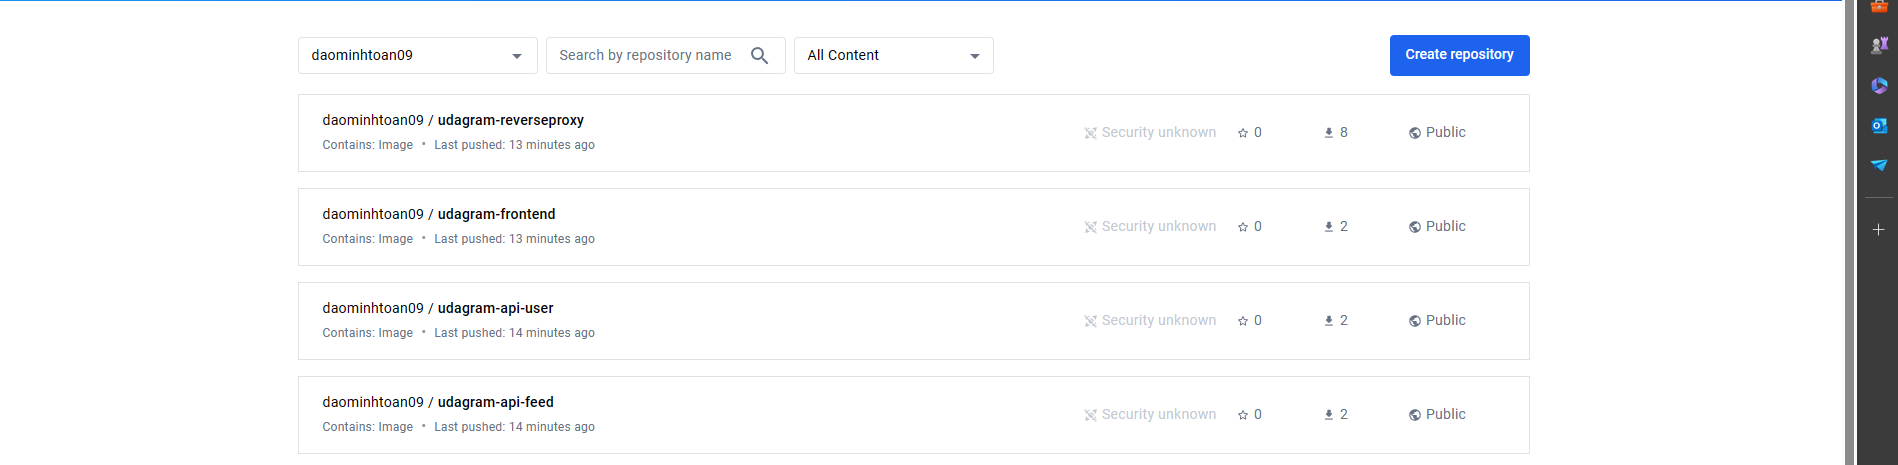 daominhtoan09 Search by repository name All Content Create repository
daominhtoan09 / udagram-reverseproxy
Contains: Image • Last pushed: 13 minutes ago
Security unknown 0 8 Public
daominhtoan09 / udagram-frontend
Contains: Image • Last pushed: 13 minutes ago
Security unknown 0 2 Public
daominhtoan09 / udagram-api-user
Contains: Image • Last pushed: 14 minutes ago
Security unknown 0 2 Public
daominhtoan09 / udagram-api-feed
Contains: Image • Last pushed: 14 minutes ago
Security unknown 0 2 Public